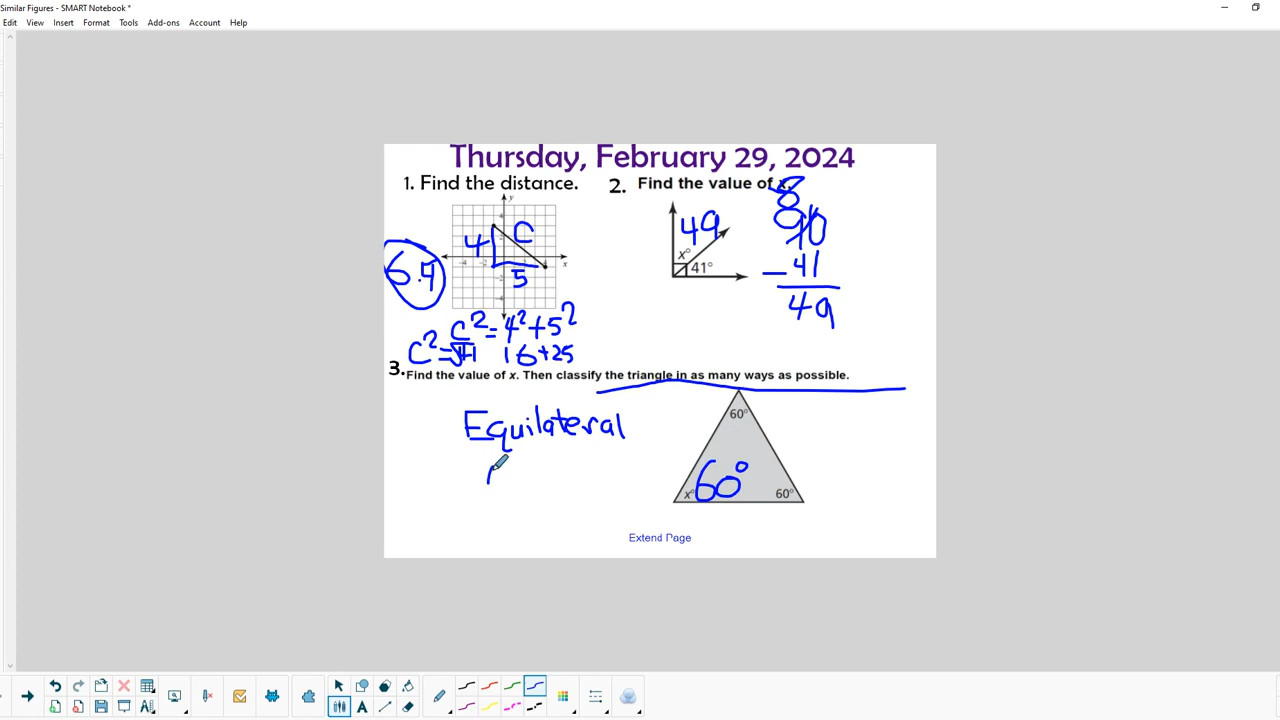 Similar Figures - SMART Notebook *
Edit View Insert Format Tools Add-ons Account Help
Thursday, February 29, 2024
1. Find the distance.
2. Find the value of x.
y
x
4
C
5
6.4
C² = 4² + 5²
16 + 25
C² = √41
49
x°
41°
8
90
- 41
49
3. Find the value of x. Then classify the triangle in as many ways as possible.
Equilateral
60°
x° 60°
60°
Extend Page